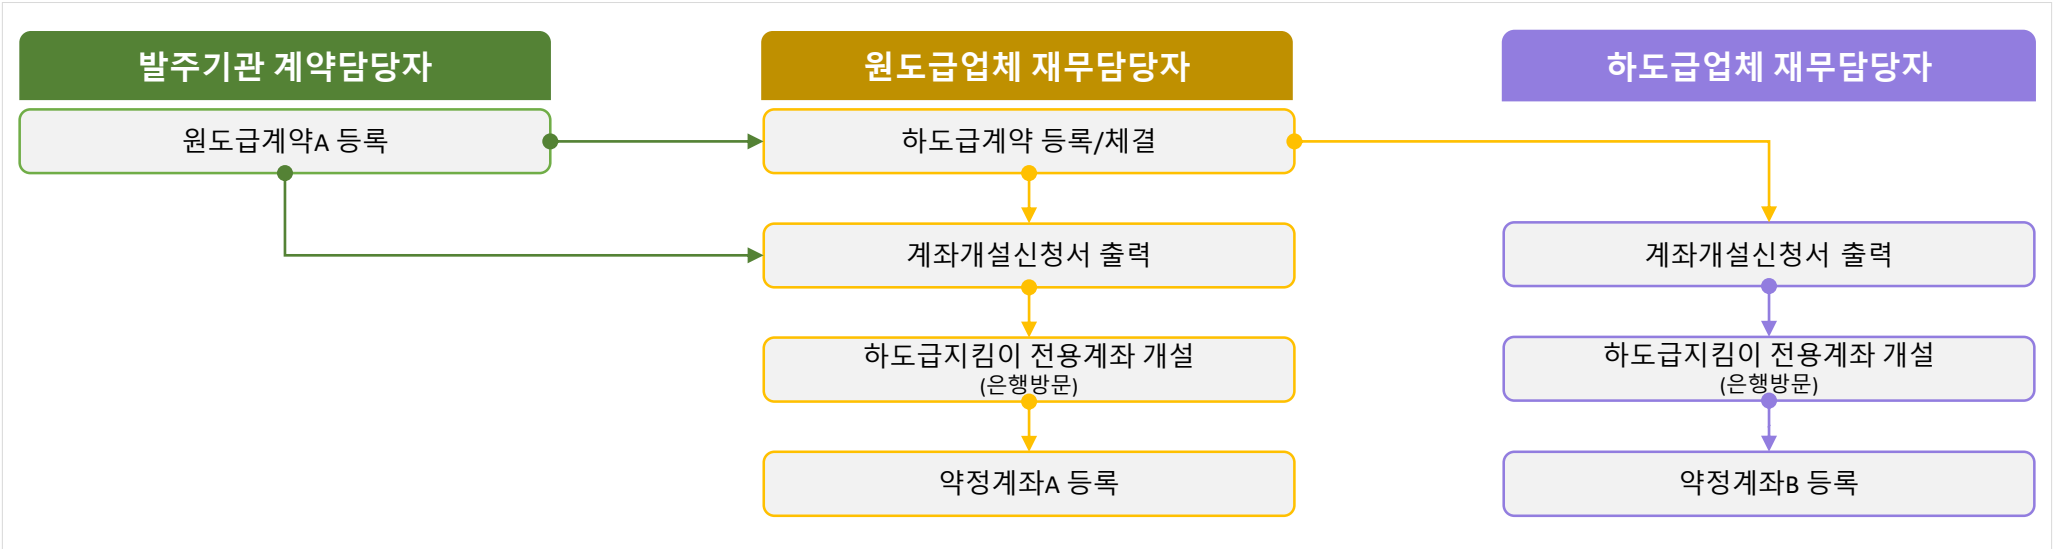 발주기관 계약담당자
원도급업체 재무담당자
하도급업체 재무담당자
원도급계약A 등록
하도급계약 등록/체결
계좌개설신청서 출력
계좌개설신청서 출력
하도급지킴이 전용계좌 개설
(은행방문)
하도급지킴이 전용계좌 개설
(은행방문)
약정계좌A 등록
약정계좌B 등록